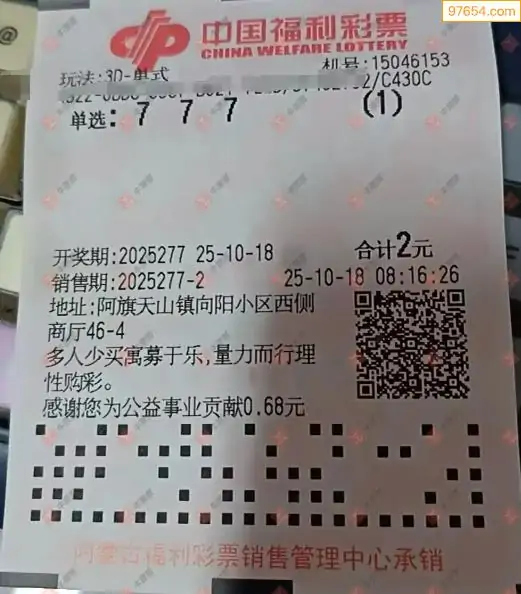 97654.com
中国福利彩票
CHINA WELFARE LOTTERY
玩法:3D-单式 机号:15046153
/C430C
单选: 7 7 7 (1)
开奖期:2025277 25-10-18 合计2元
销售期:2025277-2 25-10-18 08:16:26
地址:阿旗天山镇向阳小区西侧
商厅46-4
多人少买寓募于乐,量力而行理
性购彩。
感谢您为公益事业贡献0.68元
福利彩票销售管理中心承销